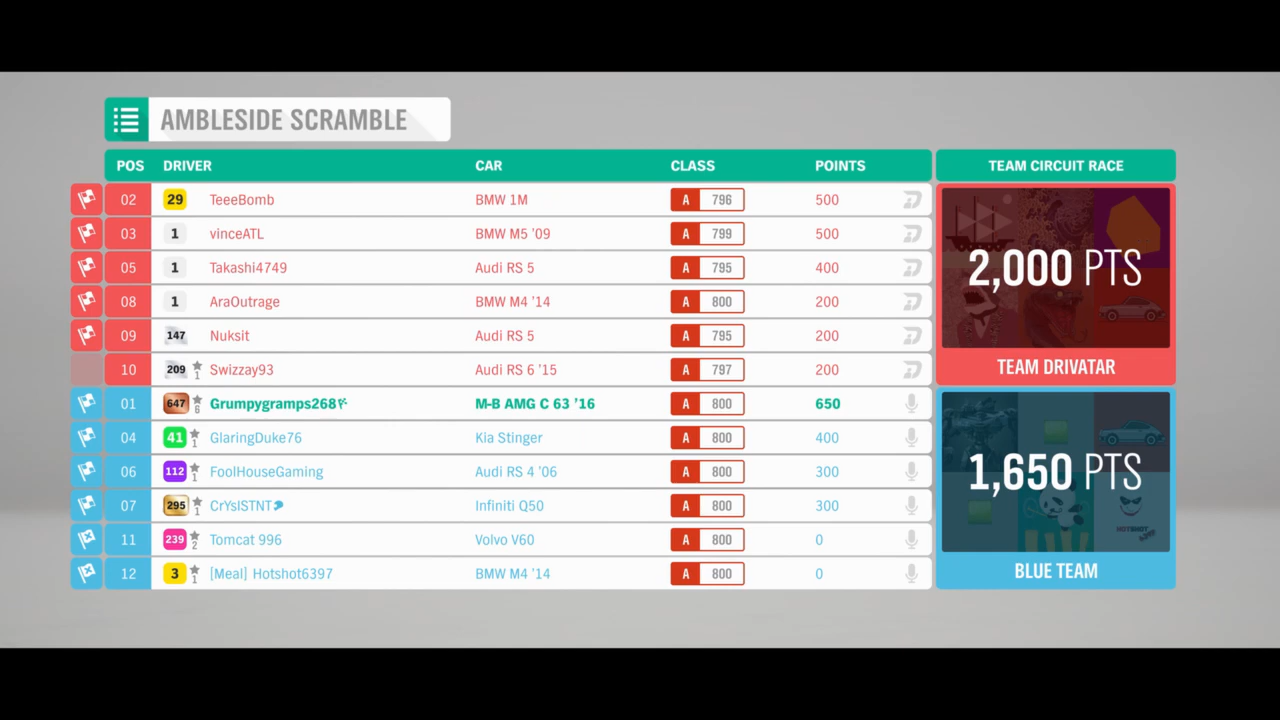 AMBLESIDE SCRAMBLE
POS DRIVER CAR CLASS POINTS TEAM CIRCUIT RACE
02 29 TeeeBomb BMW 1M A 796 500
03 1 vinceATL BMW M5 '09 A 799 500
05 1 Takashi4749 Audi RS 5 A 795 400
08 1 AraOutrage BMW M4 '14 A 800 200
09 147 Nuksit Audi RS 5 A 795 200
10 209 1 Swizzay93 Audi RS 6 '15 A 797 200
2,000 PTS
TEAM DRIVATAR
01 647 6 Grumpygramps268 M-B AMG C 63 '16 A 800 650
04 41 1 GlaringDuke76 Kia Stinger A 800 400
06 112 1 FoolHouseGaming Audi RS 4 '06 A 800 300
07 295 1 CrYsISTNT Infiniti Q50 A 800 300
11 239 2 Tomcat 996 Volvo V60 A 800 0
12 3 1 [Meal] Hotshot6397 BMW M4 '14 A 800 0
1,650 PTS
HOTSHOT
BLUE TEAM